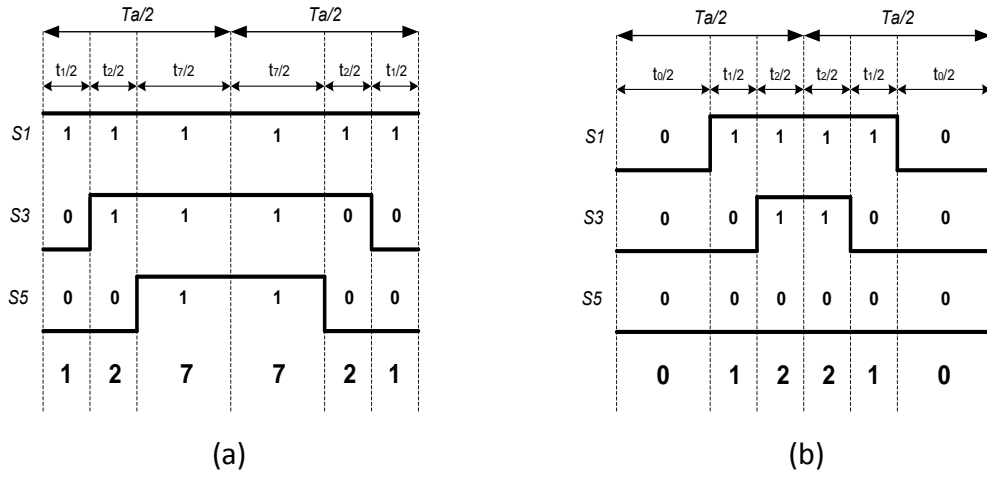 Ta/2 Ta/2
t1/2 t2/2 t7/2 t7/2 t2/2 t1/2
S1 1 1 1 1 1 1
S3 0 1 1 1 0 0
S5 0 0 1 1 0 0
1 2 7 7 2 1
(a)
Ta/2 Ta/2
t0/2 t1/2 t2/2 t2/2 t1/2 t0/2
S1 0 1 1 1 1 0
S3 0 0 1 1 0 0
S5 0 0 0 0 0 0
0 1 2 2 1 0
(b)